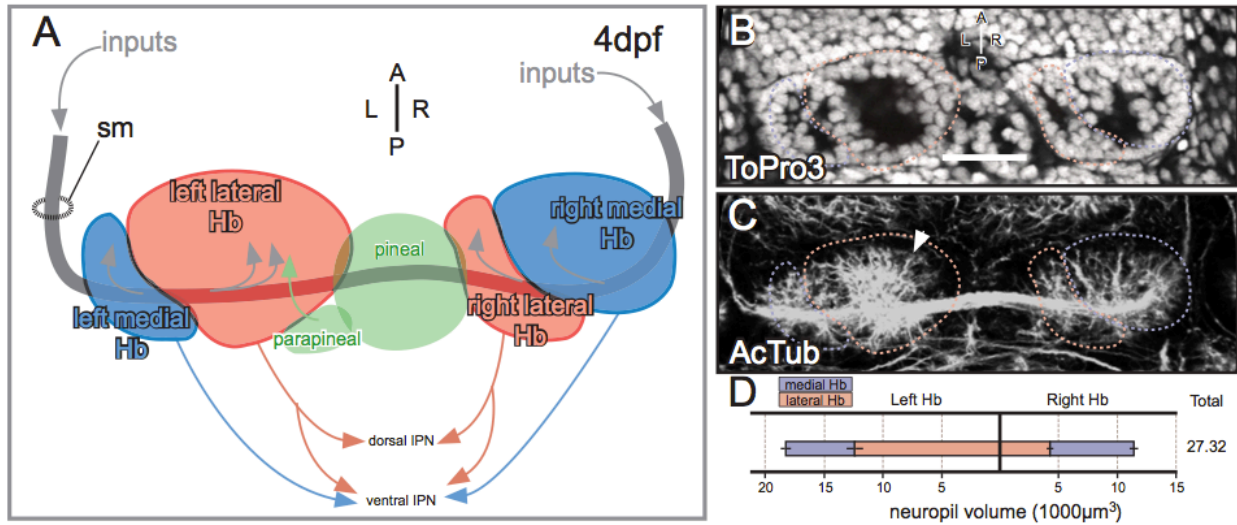 A
inputs
4dpf
inputs
A
L R
P
sm
left lateral
Hb
right medial
Hb
pineal
left medial
Hb
right lateral
Hb
parapineal
dorsal IPN
ventral IPN
B
A
L R
P
ToPro3
C
AcTub
D
medial Hb
lateral Hb
Left Hb
Right Hb
Total
27.32
20 15 10 5 5 10 15
neuropil volume (1000µm³)